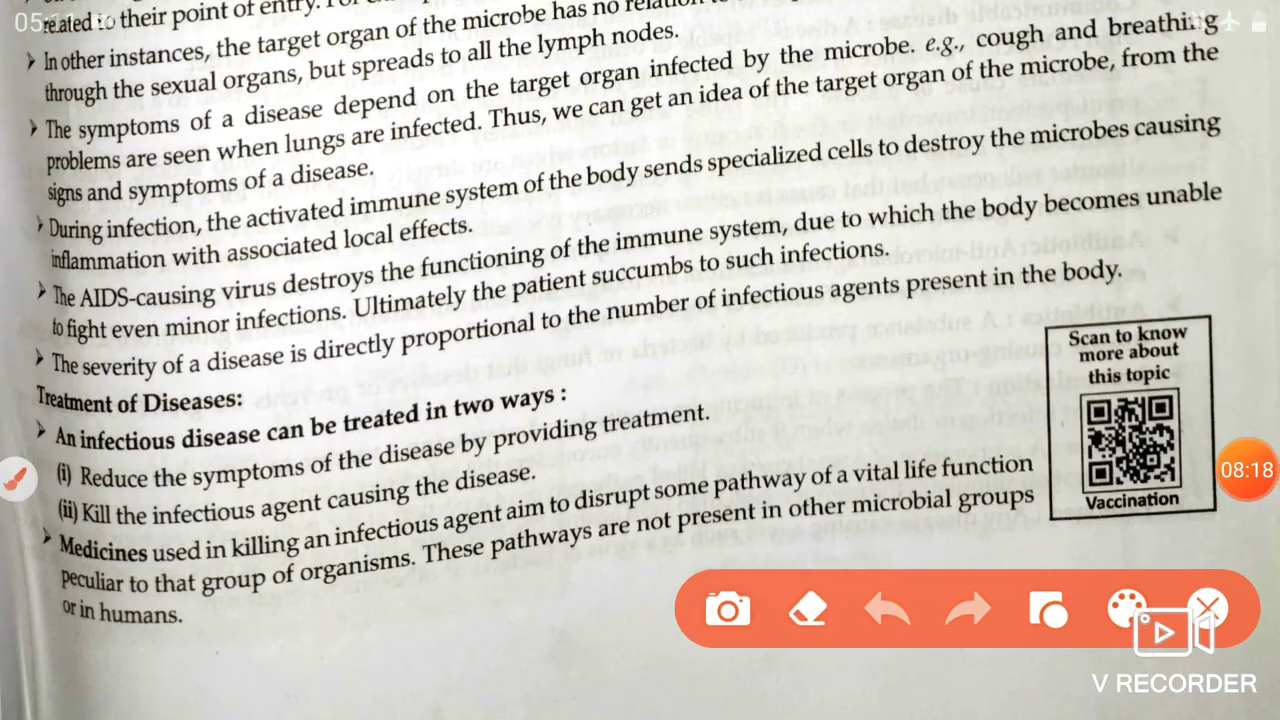 related to their point of entry.
In other instances, the target organ of the microbe has no
through the sexual organs, but spreads to all the lymph nodes.
The symptoms of a disease depend on the target organ infected by the microbe. e.g., cough and breathing
problems are seen when lungs are infected. Thus, we can get an idea of the target organ of the microbe, from the
signs and symptoms of a disease.
During infection, the activated immune system of the body sends specialized cells to destroy the microbes causing
inflammation with associated local effects.
The AIDS-causing virus destroys the functioning of the immune system, due to which the body becomes unable
to fight even minor infections. Ultimately the patient succumbs to such infections.
The severity of a disease is directly proportional to the number of infectious agents present in the body.
Treatment of Diseases:
An infectious disease can be treated in two ways :
(i) Reduce the symptoms of the disease by providing treatment.
(ii) Kill the infectious agent causing the disease.
Medicines used in killing an infectious agent aim to disrupt some pathway of a vital life function
peculiar to that group of organisms. These pathways are not present in other microbial groups
or in humans.
Scan to know
more about
this topic
Vaccination
08:18
V RECORDER